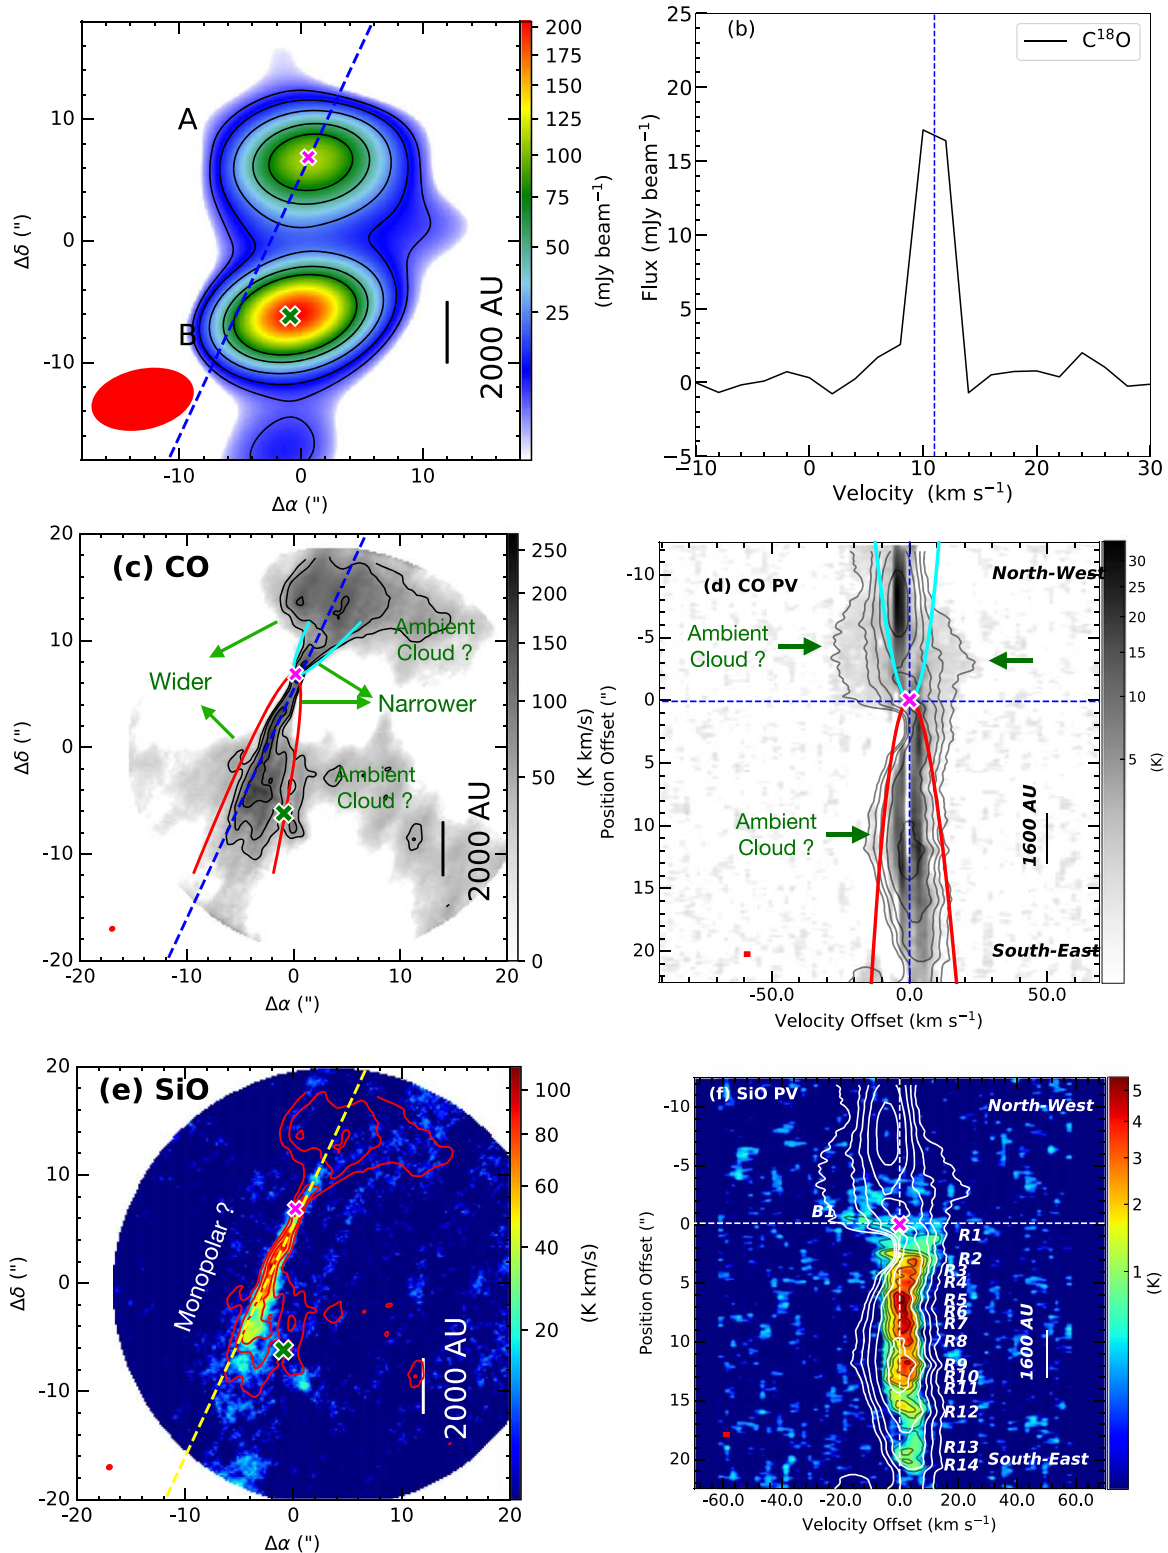 A
B
2000 AU
Δδ (")
Δα (")
10
0
-10
-10
0
10
200
150
100
75
50
25
(mJy beam−1)
(b)
C18O
25
20
15
10
5
0
−5
Flux (mJy beam−1)
−10
0
10
20
30
Velocity (km s−1)
(c) CO
Ambient
Cloud ?
Wider
Narrower
Ambient
Cloud ?
2000 AU
20
10
0
-10
-20
Δδ (")
-20
-10
0
10
20
Δα (")
250
200
150
100
50
0
(K km/s)
(d) CO PV
North-West
Ambient
Cloud ?
Ambient
Cloud ?
1600 AU
South-East
-10
-5
0
5
10
15
20
Position Offset (")
-50.0
0.0
50.0
Velocity Offset (km s−1)
30
20
15
10
5
(K)
(e) SiO
Monopolar ?
2000 AU
20
10
0
-10
-20
Δδ (")
-20
-10
0
10
20
Δα (")
100
80
60
40
20
(K km/s)
(f) SiO PV
North-West
B1
R1
R2
R3
R4
R5
R6
R7
R8
R9
R10
R11
R12
R13
R14
1600 AU
South-East
-10
-5
0
5
10
15
20
Position Offset (")
-60.0
-40.0
-20.0
0.0
20.0
40.0
60.0
Velocity Offset (km s−1)
5
4
3
2
1
(K)